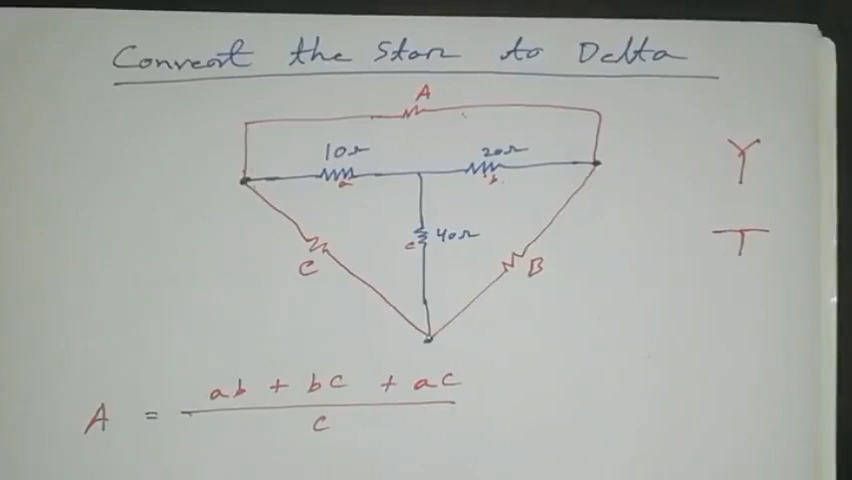 Convert the Star to Delta
A
10Ω 20Ω
a b
c 40Ω
C B
Y
T
A = ab + bc + ac
c